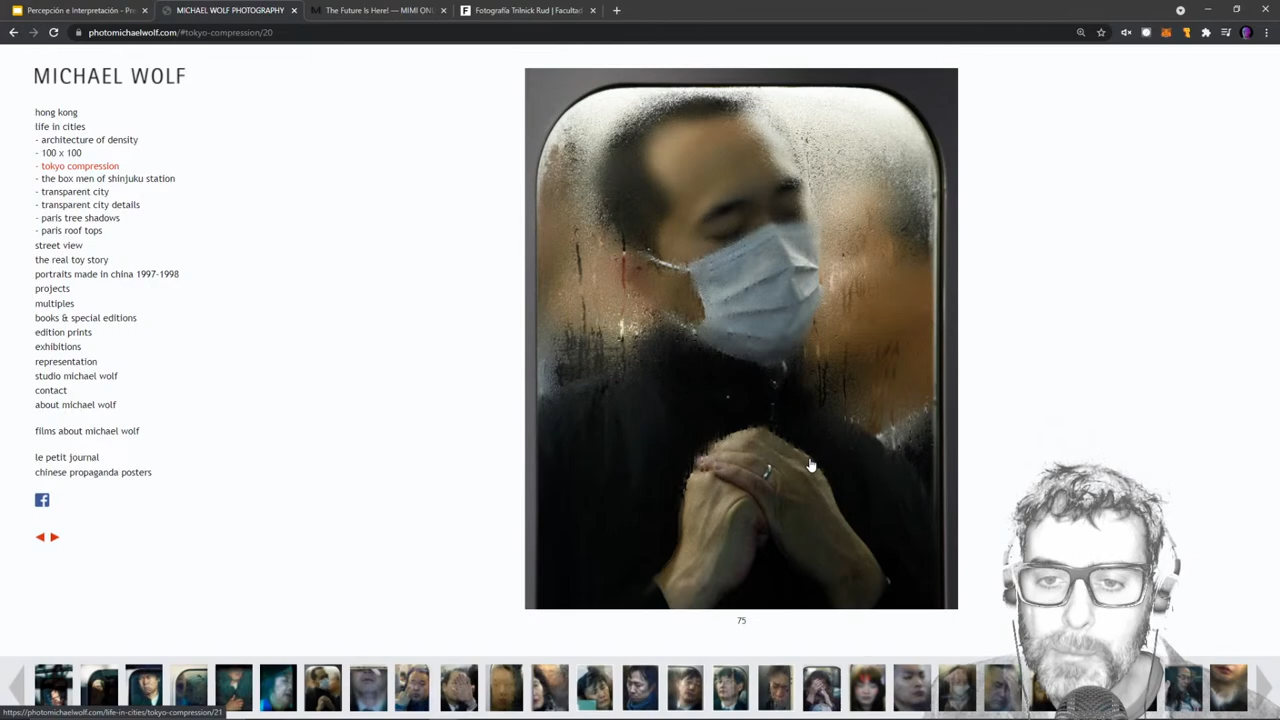 Percepción e Interpretación - Pre
MICHAEL WOLF PHOTOGRAPHY
The Future Is Here! — MIMI ON
Fotografía Trilnick Rud | Faculta
photomichaelwolf.com/#tokyo-compression/20
MICHAEL WOLF
hong kong
life in cities
- architecture of density
- 100 x 100
- tokyo compression
- the box men of shinjuku station
- transparent city
- transparent city details
- paris tree shadows
- paris roof tops
street view
the real toy story
portraits made in china 1997-1998
projects
multiples
books & special editions
edition prints
exhibitions
representation
studio michael wolf
contact
about michael wolf
films about michael wolf
le petit journal
chinese propaganda posters
75
https://photomichaelwolf.com/life-in-cities/tokyo-compression/21